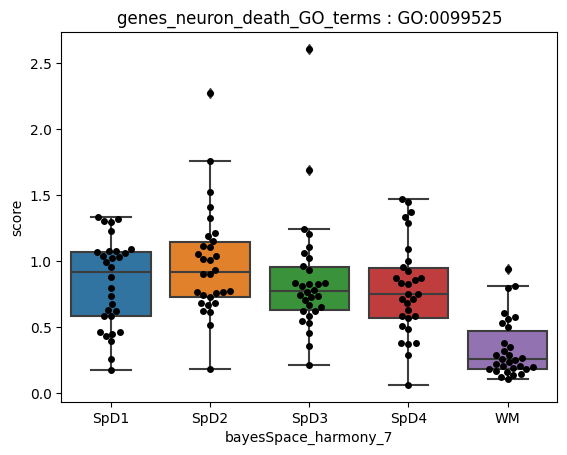 genes_neuron_death_GO_terms : GO:0099525
score
2.5
2.0
1.5
1.0
0.5
0.0
SpD1 SpD2 SpD3 SpD4 WM
bayesSpace_harmony_7